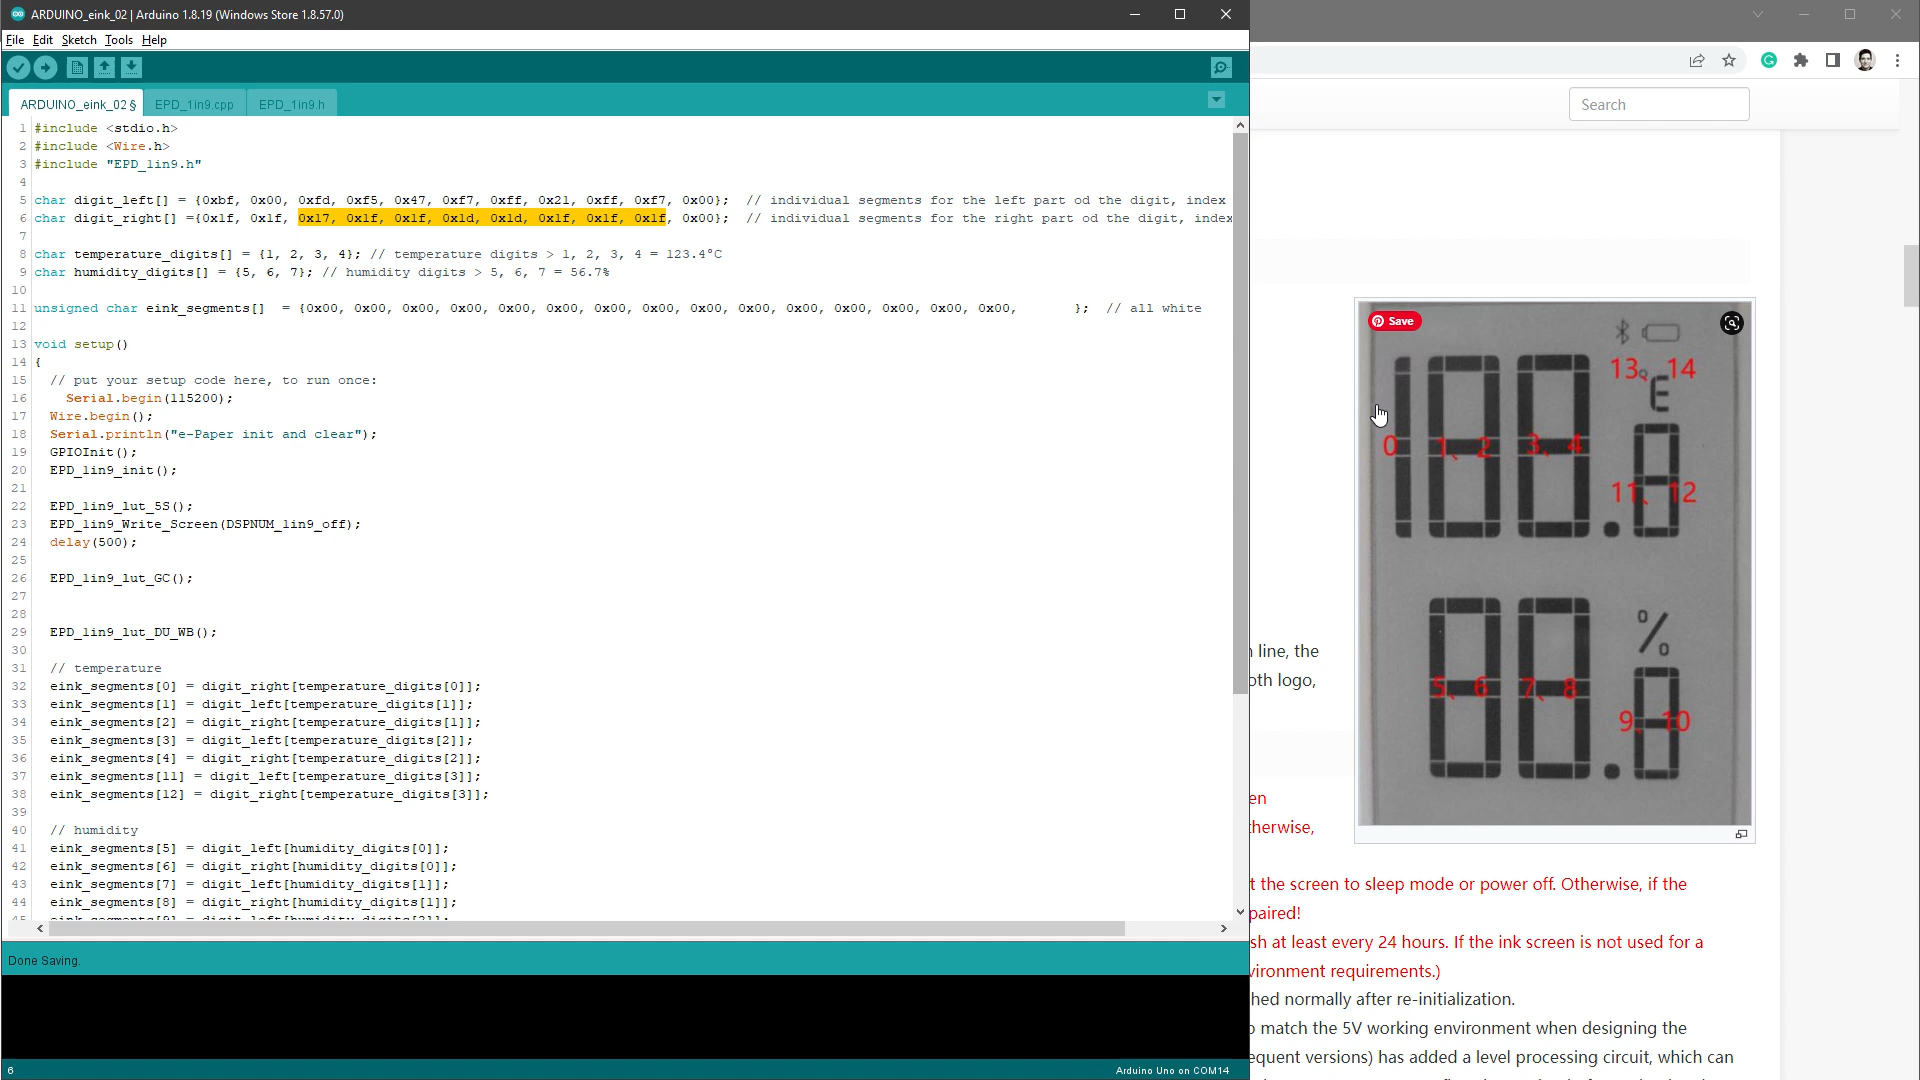 ARDUINO_eink_02 | Arduino 1.8.19 (Windows Store 1.8.57.0)
File Edit Sketch Tools Help
ARDUINO_eink_02 § EPD_1in9.cpp EPD_1in9.h
1 #include <stdio.h>
2 #include <Wire.h>
3 #include "EPD_1in9.h"
4
5 char digit_left[] = {0xbf, 0x00, 0xfd, 0xf5, 0x47, 0xf7, 0xff, 0x21, 0xff, 0xf7, 0x00};  // individual segments for the left part od the digit, index
6 char digit_right[] ={0x1f, 0x1f, 0x17, 0x1f, 0x1f, 0x1d, 0x1d, 0x1f, 0x1f, 0x1f, 0x00};  // individual segments for the right part od the digit, index
7
8 char temperature_digits[] = {1, 2, 3, 4}; // temperature digits > 1, 2, 3, 4 = 123.4°C
9 char humidity_digits[] = {5, 6, 7}; // humidity digits > 5, 6, 7 = 56.7%
10
11 unsigned char eink_segments[]  = {0x00, 0x00, 0x00, 0x00, 0x00, 0x00, 0x00, 0x00, 0x00, 0x00, 0x00, 0x00, 0x00, 0x00, 0x00,       };  // all white
12
13 void setup()
14 {
15   // put your setup code here, to run once:
16     Serial.begin(115200);
17   Wire.begin();
18   Serial.println("e-Paper init and clear");
19   GPIOInit();
20   EPD_1in9_init();
21
22   EPD_1in9_lut_5S();
23   EPD_1in9_Write_Screen(DSPNUM_1in9_off);
24   delay(500);
25
26   EPD_1in9_lut_GC();
27
28
29   EPD_1in9_lut_DU_WB();
30
31   // temperature
32   eink_segments[0] = digit_right[temperature_digits[0]];
33   eink_segments[1] = digit_left[temperature_digits[1]];
34   eink_segments[2] = digit_right[temperature_digits[1]];
35   eink_segments[3] = digit_left[temperature_digits[2]];
36   eink_segments[4] = digit_right[temperature_digits[2]];
37   eink_segments[11] = digit_left[temperature_digits[3]];
38   eink_segments[12] = digit_right[temperature_digits[3]];
39
40   // humidity
41   eink_segments[5] = digit_left[humidity_digits[0]];
42   eink_segments[6] = digit_right[humidity_digits[0]];
43   eink_segments[7] = digit_left[humidity_digits[1]];
44   eink_segments[8] = digit_right[humidity_digits[1]];
45   eink_segments[9] = digit_left[humidity_digits[2]];
Done Saving.
6 Arduino Uno on COM14
Search
Save
13、14
°E
0 1、2 3、4
11、12
%
5、6 7、8
9、10
line, the
oth logo,
en
herwise,
t the screen to sleep mode or power off. Otherwise, if the
paired!
sh at least every 24 hours. If the ink screen is not used for a
vironment requirements.)
hed normally after re-initialization.
o match the 5V working environment when designing the
equent versions) has added a level processing circuit, which can